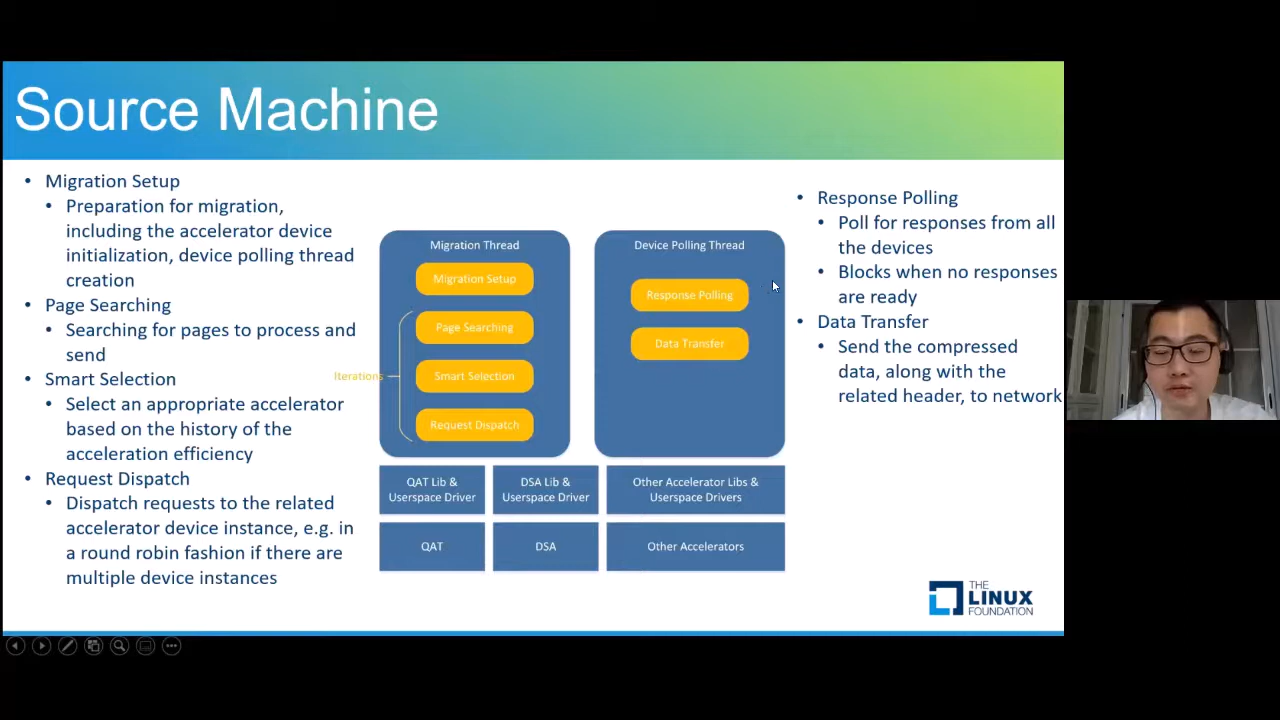 Source Machine
• Migration Setup
• Preparation for migration,
including the accelerator device
initialization, device polling thread
creation
• Page Searching
• Searching for pages to process and
send
• Smart Selection
• Select an appropriate accelerator
based on the history of the
acceleration efficiency
• Request Dispatch
• Dispatch requests to the related
accelerator device instance, e.g. in
a round robin fashion if there are
multiple device instances
Migration Thread
Migration Setup
Page Searching
Iterations
Smart Selection
Request Dispatch
Device Polling Thread
Response Polling
Data Transfer
QAT Lib &
Userspace Driver
DSA Lib &
Userspace Driver
Other Accelerator Libs &
Userspace Drivers
QAT
DSA
Other Accelerators
• Response Polling
• Poll for responses from all
the devices
• Blocks when no responses
are ready
• Data Transfer
• Send the compressed
data, along with the
related header, to network
THE
LINUX
FOUNDATION